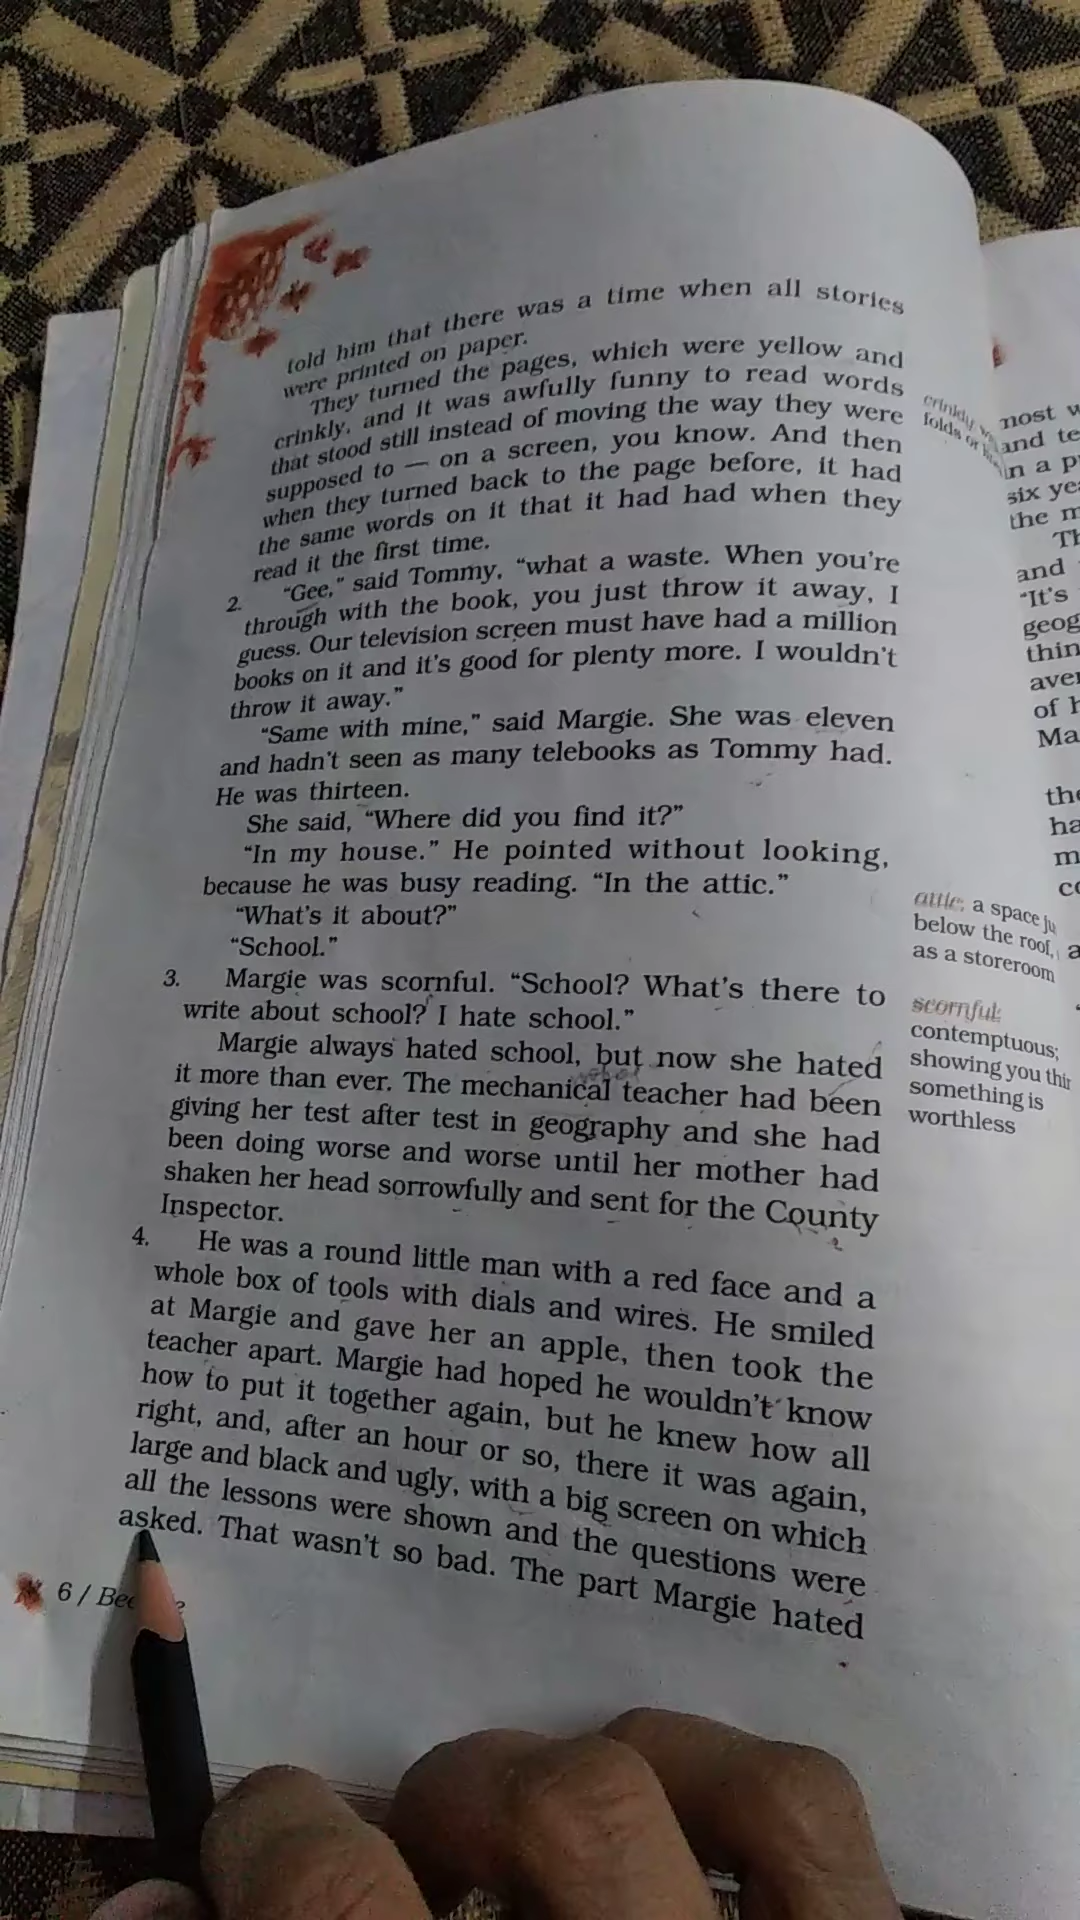 told him that there was a time when all stories
were printed on paper.
They turned the pages, which were yellow and
crinkly, and it was awfully funny to read words
that stood still instead of moving the way they were
supposed to — on a screen, you know. And then
when they turned back to the page before, it had
the same words on it that it had had when they
read it the first time.
2. "Gee," said Tommy, "what a waste. When you're
through with the book, you just throw it away, I
guess. Our television screen must have had a million
books on it and it's good for plenty more. I wouldn't
throw it away."
"Same with mine," said Margie. She was eleven
and hadn't seen as many telebooks as Tommy had.
He was thirteen.
She said, "Where did you find it?"
"In my house." He pointed without looking,
because he was busy reading. "In the attic."
"What's it about?"
"School."
3. Margie was scornful. "School? What's there to
write about school? I hate school."
Margie always hated school, but now she hated
it more than ever. The mechanical teacher had been
giving her test after test in geography and she had
been doing worse and worse until her mother had
shaken her head sorrowfully and sent for the County
Inspector.
4. He was a round little man with a red face and a
whole box of tools with dials and wires. He smiled
at Margie and gave her an apple, then took the
teacher apart. Margie had hoped he wouldn't know
how to put it together again, but he knew how all
right, and, after an hour or so, there it was again,
large and black and ugly, with a big screen on which
all the lessons were shown and the questions were
asked. That wasn't so bad. The part Margie hated
6 /
crinkly:
folds or
attic: a space
below the roof,
as a storeroom
scornful:
contemptuous;
showing you
something is
worthless
most
and
in a
six
the
and
"It's
of